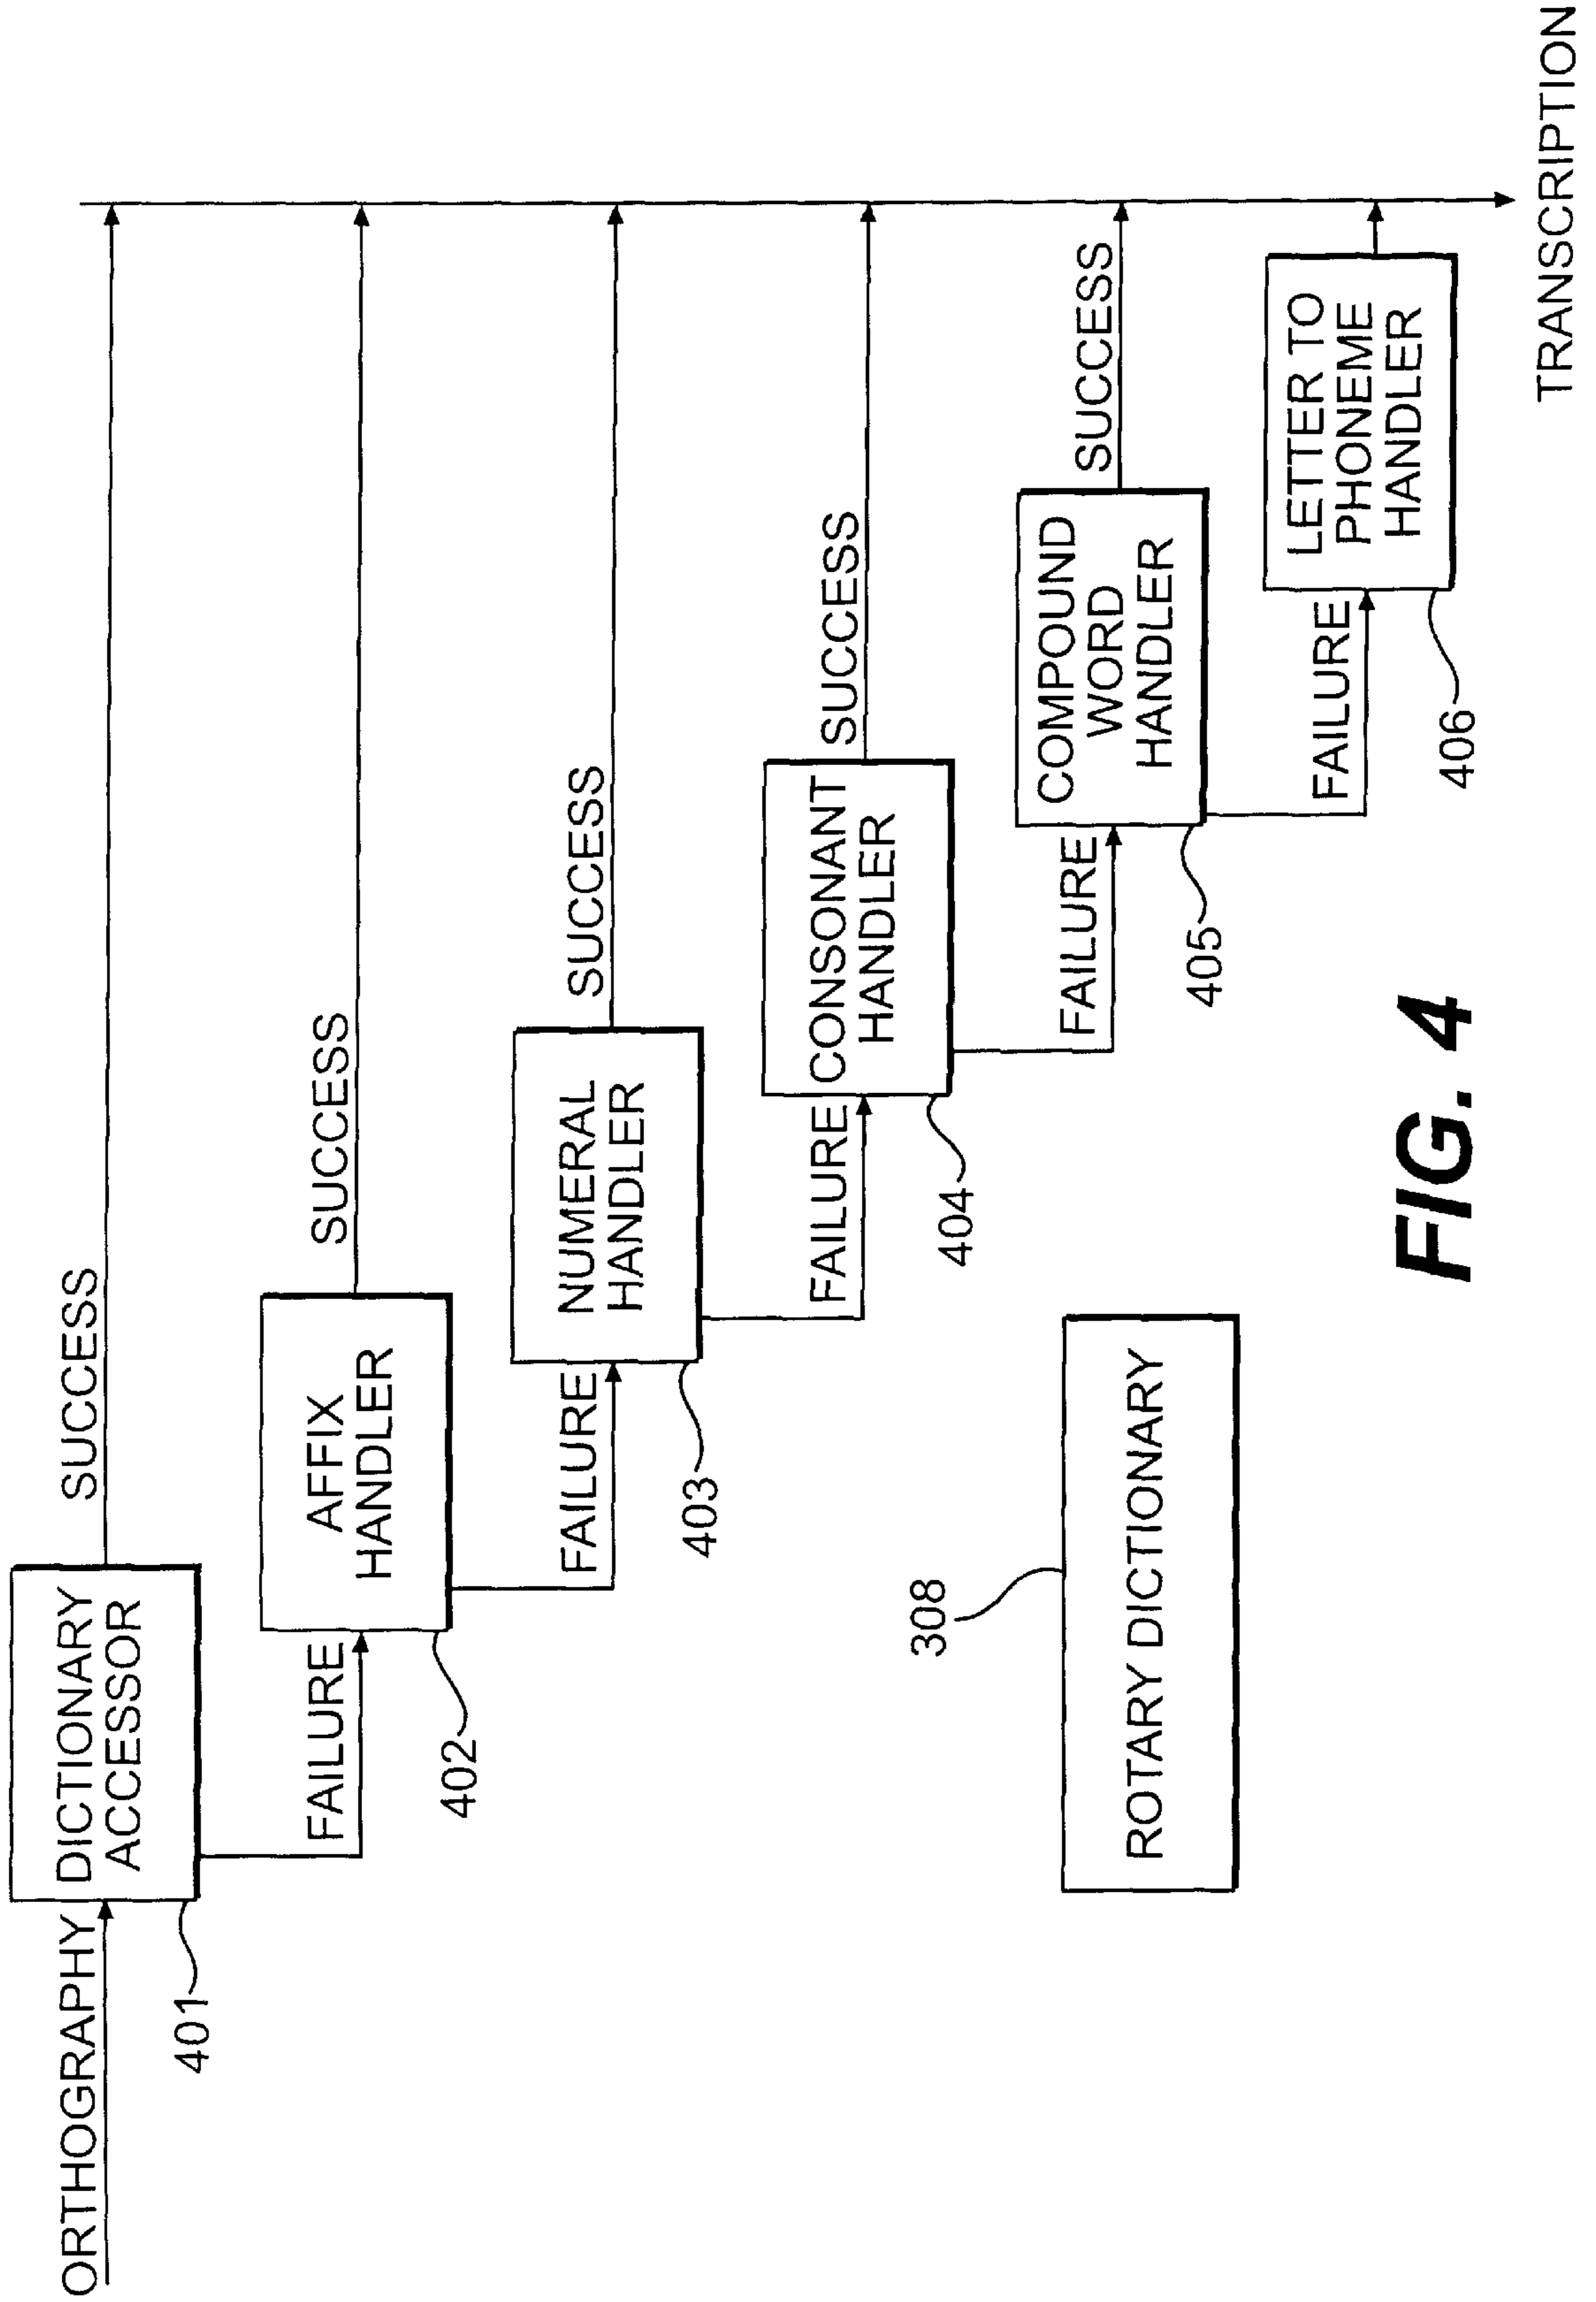 ORTHOGRAPHY
DICTIONARY
ACCESSOR
SUCCESS
401
FAILURE
AFFIX
HANDLER
SUCCESS
402
FAILURE
NUMERAL
HANDLER
SUCCESS
403
FAILURE
CONSONANT
HANDLER
SUCCESS
404
FAILURE
COMPOUND
WORD
HANDLER
SUCCESS
405
FAILURE
LETTER TO
PHONEME
HANDLER
406
308
ROTARY DICTIONARY
TRANSCRIPTION
FIG. 4